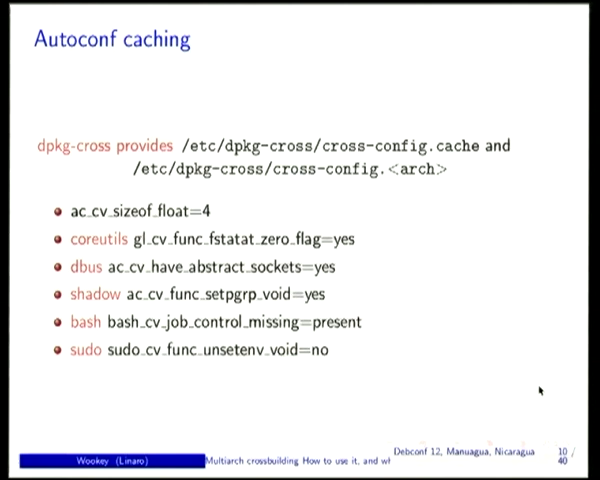 Autoconf caching
dpkg-cross provides /etc/dpkg-cross/cross-config.cache and
/etc/dpkg-cross/cross-config.<arch>
ac_cv_sizeof_float=4
coreutils gl_cv_func_fstatat_zero_flag=yes
dbus ac_cv_have_abstract_sockets=yes
shadow ac_cv_func_setpgrp_void=yes
bash bash_cv_job_control_missing=present
sudo sudo_cv_func_unsetenv_void=no
Wookey (Linaro)
Multiarch crossbuilding How to use it, and wh
Debconf 12, Manuagua, Nicaragua
10 /
40